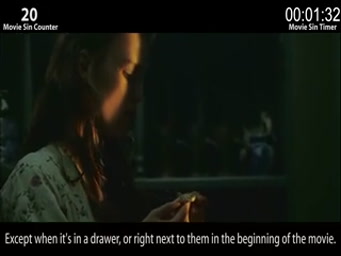 20
Movie Sin Counter
00:01:32
Movie Sin Timer
Except when it's in a drawer, or right next to them in the beginning of the movie.